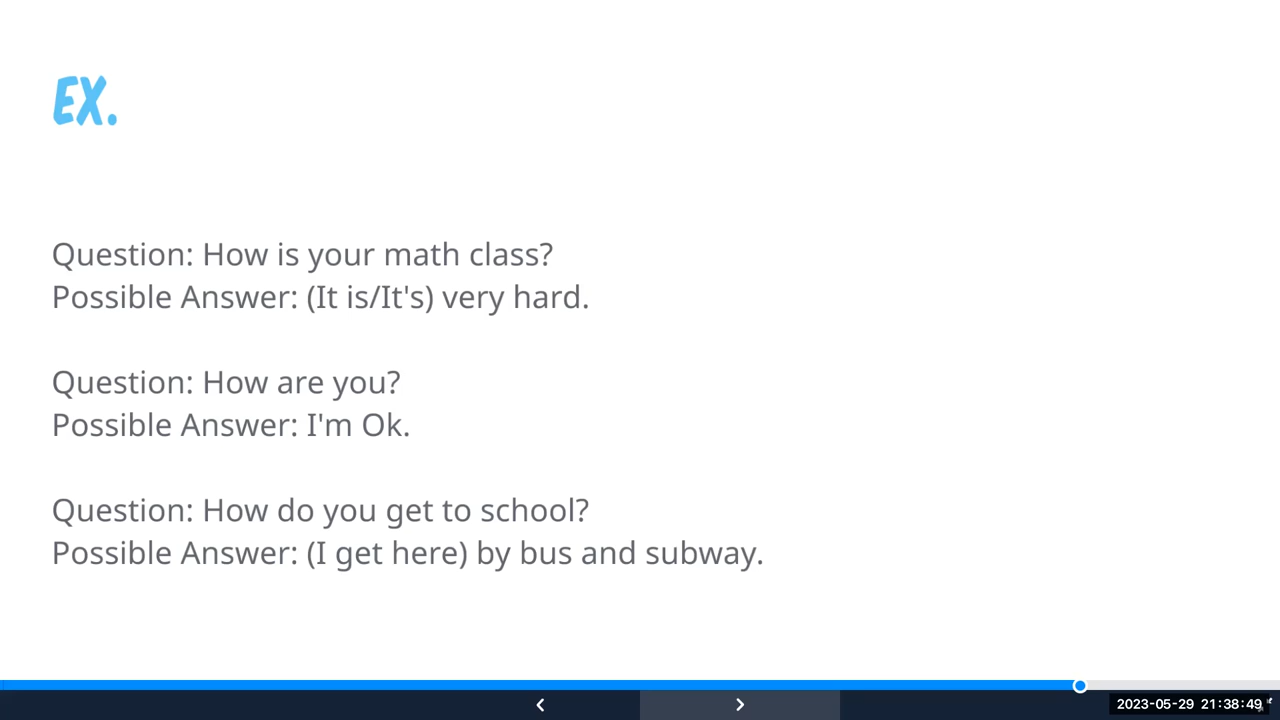 EX.
Question: How is your math class?
Possible Answer: (It is/It's) very hard.
Question: How are you?
Possible Answer: I'm Ok.
Question: How do you get to school?
Possible Answer: (I get here) by bus and subway.
2023-05-29 21:38:49